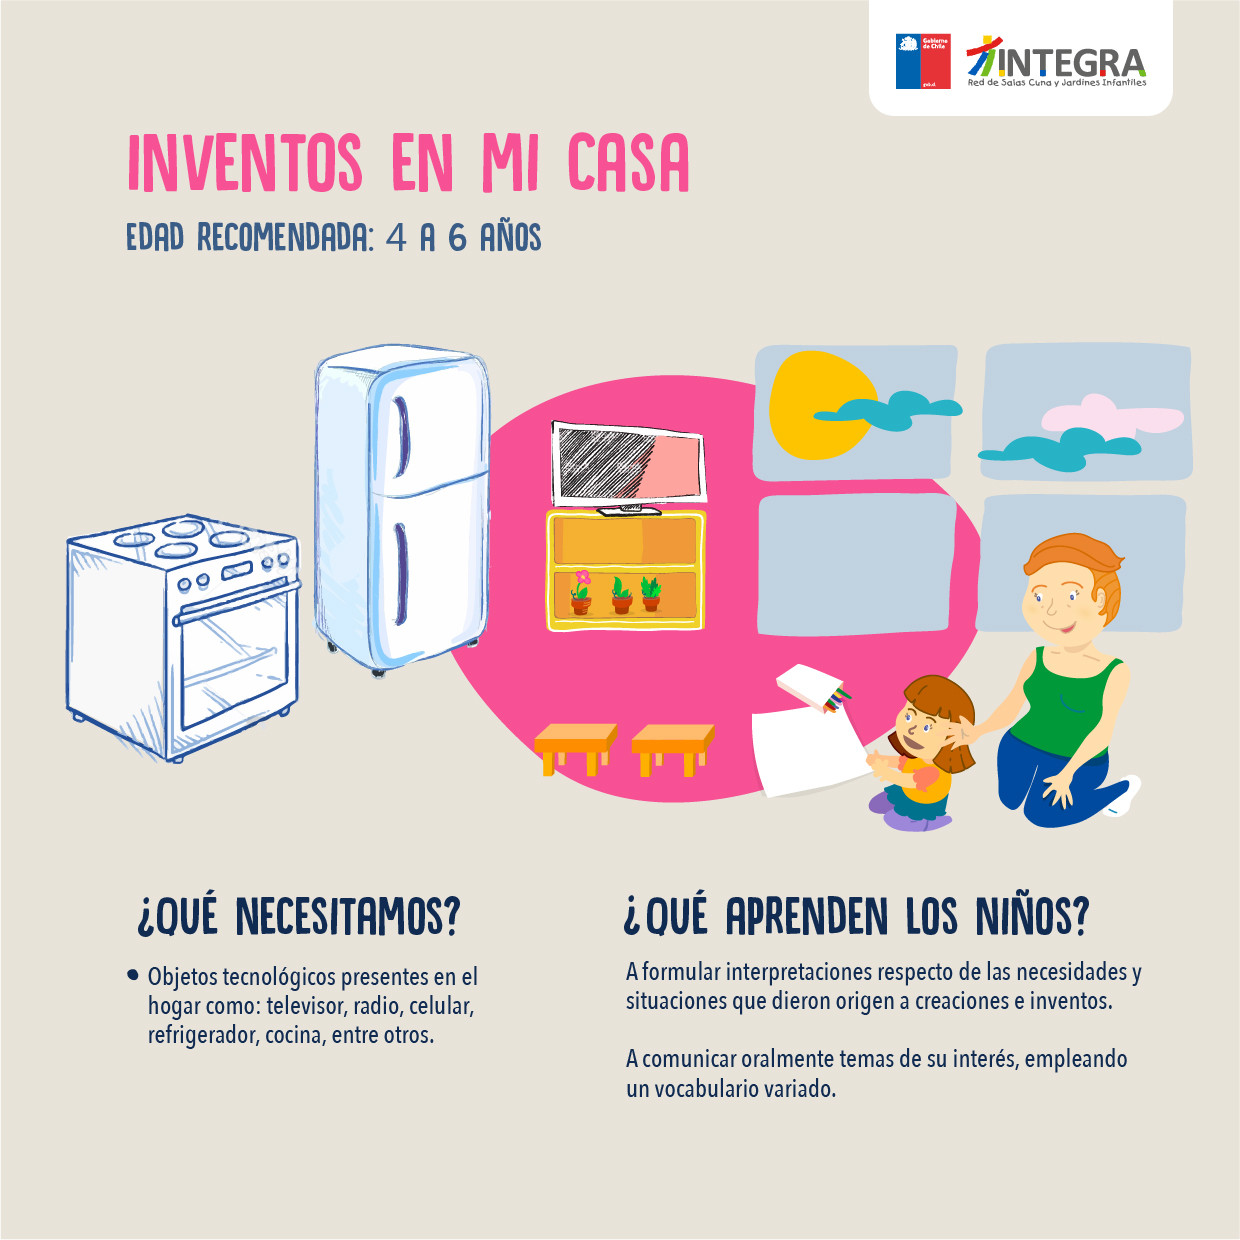 Gobierno
de Chile
gob.cl
INTEGRA
Red de Salas Cuna y Jardines Infantiles
INVENTOS EN MI CASA
EDAD RECOMENDADA: 4 A 6 AÑOS
¿QUÉ NECESITAMOS?
• Objetos tecnológicos presentes en el
hogar como: televisor, radio, celular,
refrigerador, cocina, entre otros.
¿QUÉ APRENDEN LOS NIÑOS?
A formular interpretaciones respecto de las necesidades y
situaciones que dieron origen a creaciones e inventos.
A comunicar oralmente temas de su interés, empleando
un vocabulario variado.